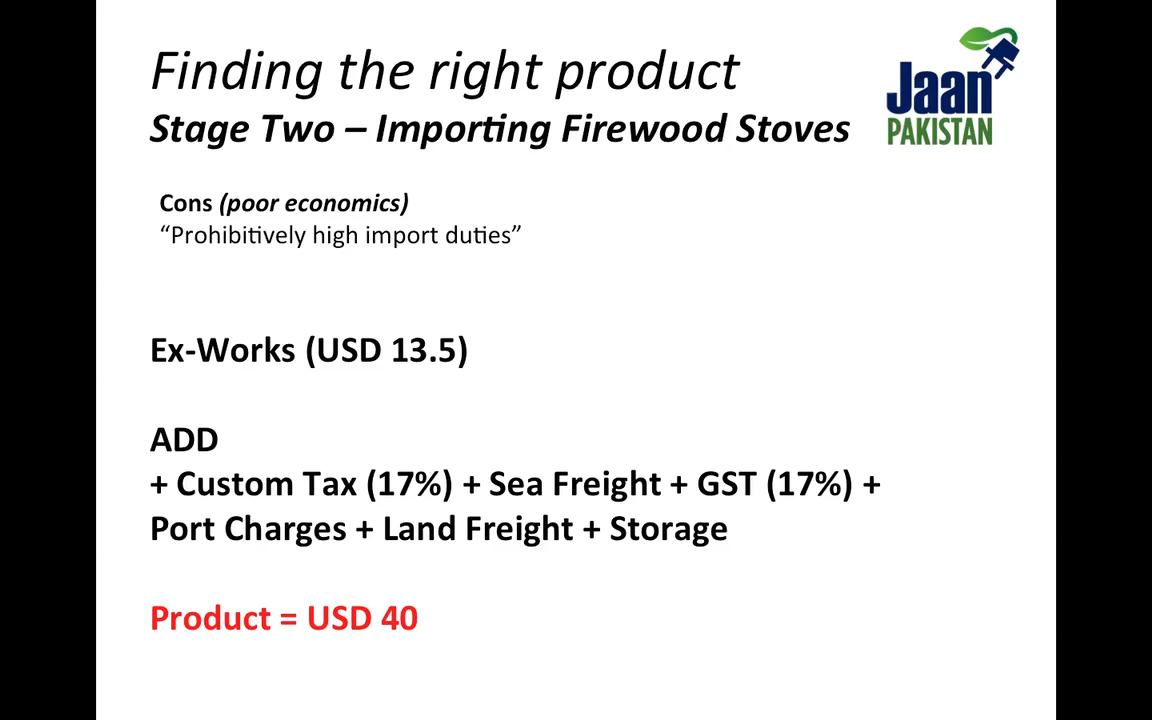 Finding the right product
Stage Two – Importing Firewood Stoves
Jaan
PAKISTAN
Cons (poor economics)
“Prohibitively high import duties”
Ex-Works (USD 13.5)
ADD
+ Custom Tax (17%) + Sea Freight + GST (17%) +
Port Charges + Land Freight + Storage
Product = USD 40